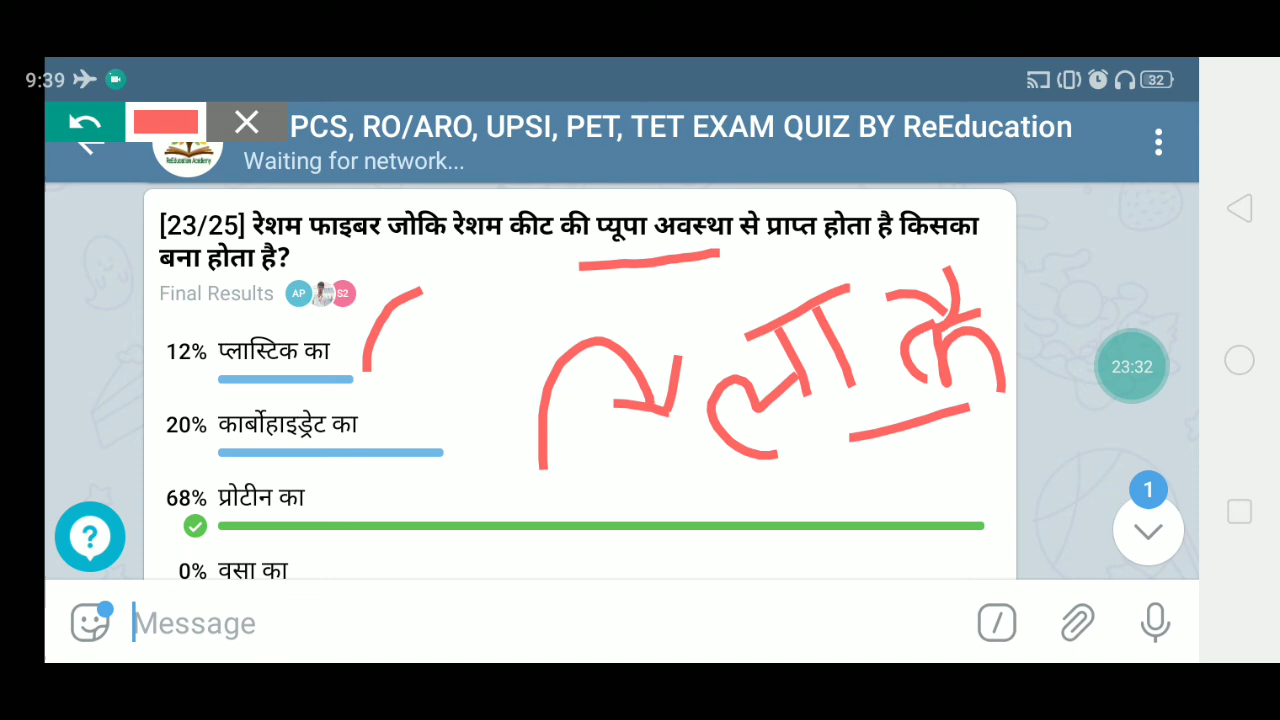 9:39
32
PCS, RO/ARO, UPSI, PET, TET EXAM QUIZ BY ReEducation
Waiting for network...
ReEducation Academy
[23/25] रेशम फाइबर जोकि रेशम कीट की प्यूपा अवस्था से प्राप्त होता है किसका
बना होता है?
Final Results
AP
S2
12% प्लास्टिक का
20% कार्बोहाइड्रेट का
68% प्रोटीन का
0% वसा का
23:32
1
Message